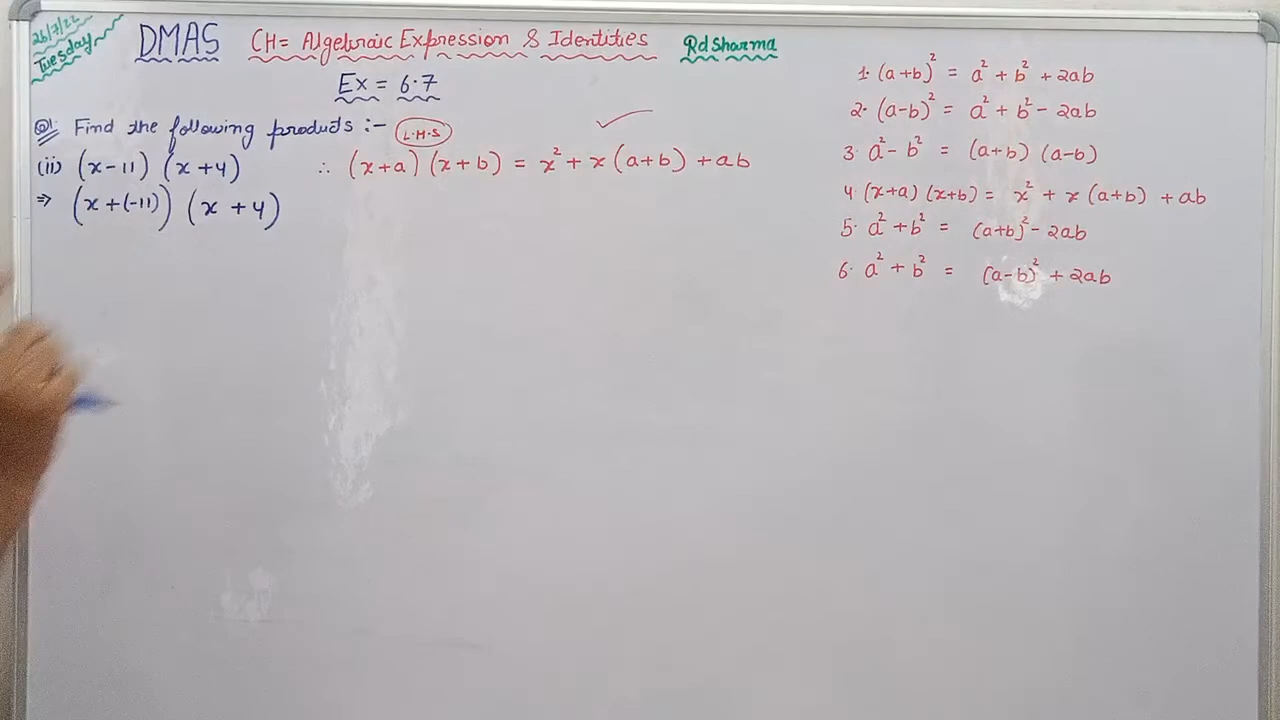 26/7/22
Tuesday
DMAS CH= Algebraic Expression & Identities Rd Sharma
Ex = 6.7
Q1. Find the following products :- L.H.S
(ii) (x-11) (x+4) ∴ (x+a) (x+b) = x² + x (a+b) + ab
⇒ (x+(-11)) (x+4)
1. (a+b)² = a² + b² + 2ab
2. (a-b)² = a² + b² - 2ab
3. a² - b² = (a+b) (a-b)
4. (x+a) (x+b) = x² + x (a+b) + ab
5. a² + b² = (a+b)² - 2ab
6. a² + b² = (a-b)² + 2ab